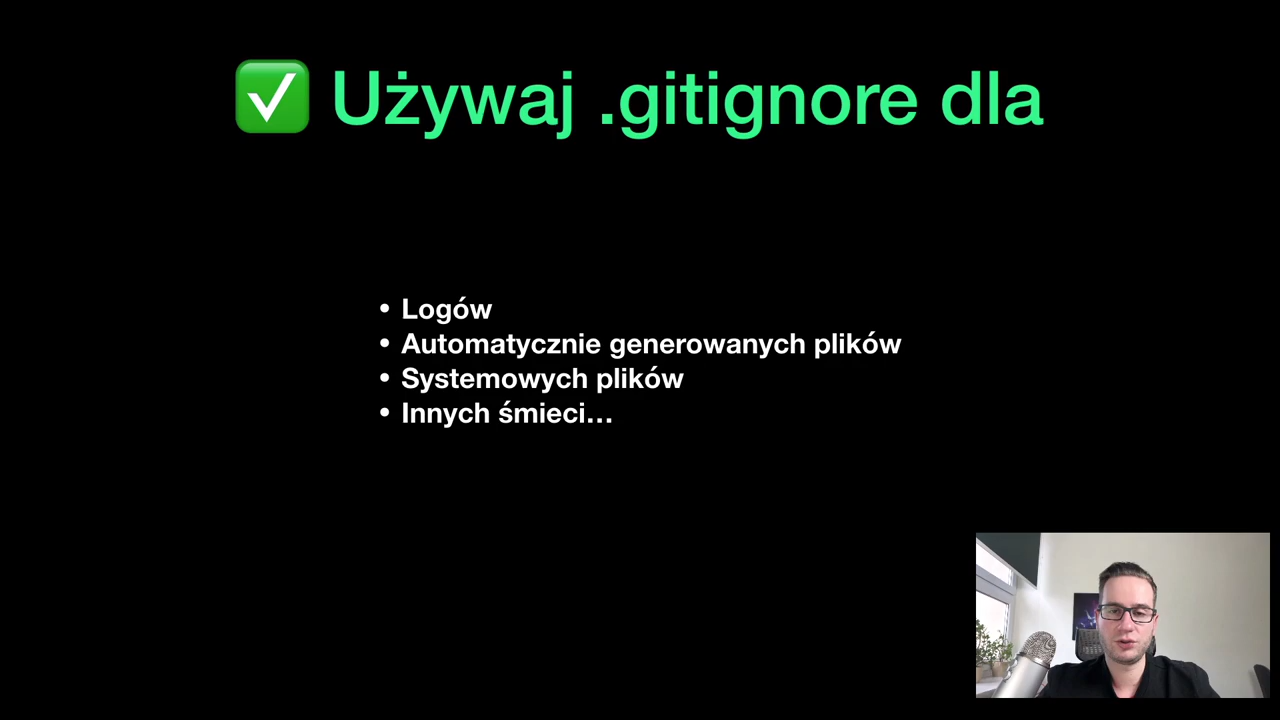 ✅ Używaj .gitignore dla
• Logów
• Automatycznie generowanych plików
• Systemowych plików
• Innych śmieci…